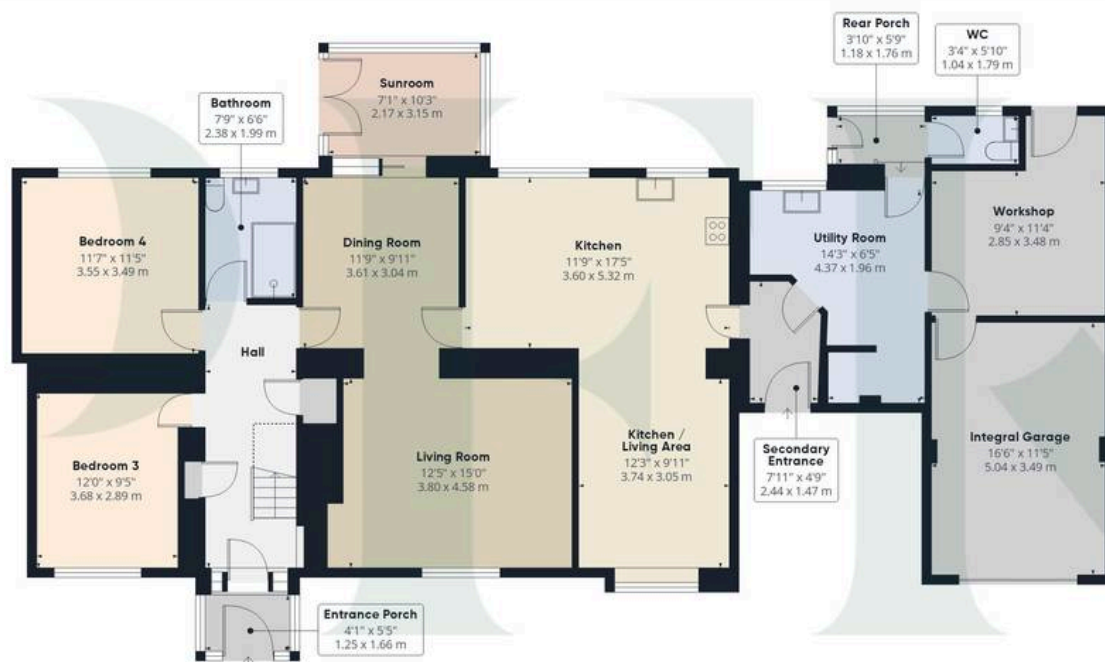 Rear Porch
3'10" x 5'9"
1.18 x 1.76 m
WC
3'4" x 5'10"
1.04 x 1.79 m
Sunroom
7'1" x 10'3"
2.17 x 3.15 m
Bathroom
7'9" x 6'6"
2.38 x 1.99 m
Bedroom 4
11'7" x 11'5"
3.55 x 3.49 m
Dining Room
11'9" x 9'11"
3.61 x 3.04 m
Kitchen
11'9" x 17'5"
3.60 x 5.32 m
Utility Room
14'3" x 6'5"
4.37 x 1.96 m
Workshop
9'4" x 11'4"
2.85 x 3.48 m
Hall
Bedroom 3
12'0" x 9'5"
3.68 x 2.89 m
Living Room
12'5" x 15'0"
3.80 x 4.58 m
Kitchen /
Living Area
12'3" x 9'11"
3.74 x 3.05 m
Secondary
Entrance
7'11" x 4'9"
2.44 x 1.47 m
Integral Garage
16'6" x 11'5"
5.04 x 3.49 m
Entrance Porch
4'1" x 5'5"
1.25 x 1.66 m